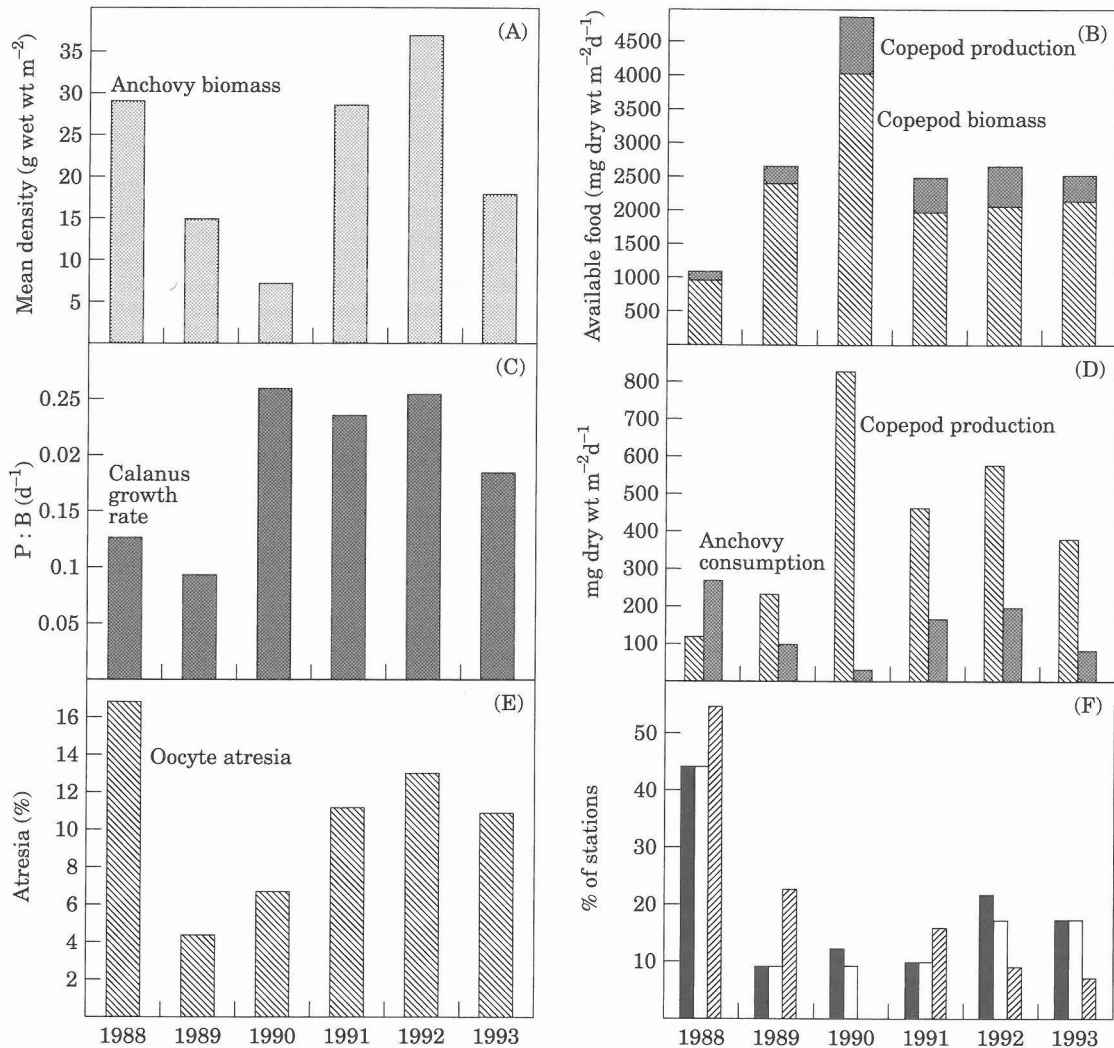 (A)
Mean density (g wet wt m⁻²)
35
30
25
20
15
10
5
Anchovy biomass
(B)
Available food (mg dry wt m⁻²d⁻¹)
4500
4000
3500
3000
2500
2000
1500
1000
500
Copepod production
Copepod biomass
(C)
P : B (d⁻¹)
0.25
0.02
0.15
0.1
0.05
Calanus
growth
rate
(D)
mg dry wt m⁻²d⁻¹
800
700
600
500
400
300
200
100
Copepod production
Anchovy
consumption
(E)
Atresia (%)
16
14
12
10
8
6
4
2
Oocyte atresia
1988 1989 1990 1991 1992 1993
(F)
% of stations
50
40
30
20
10
1988 1989 1990 1991 1992 1993